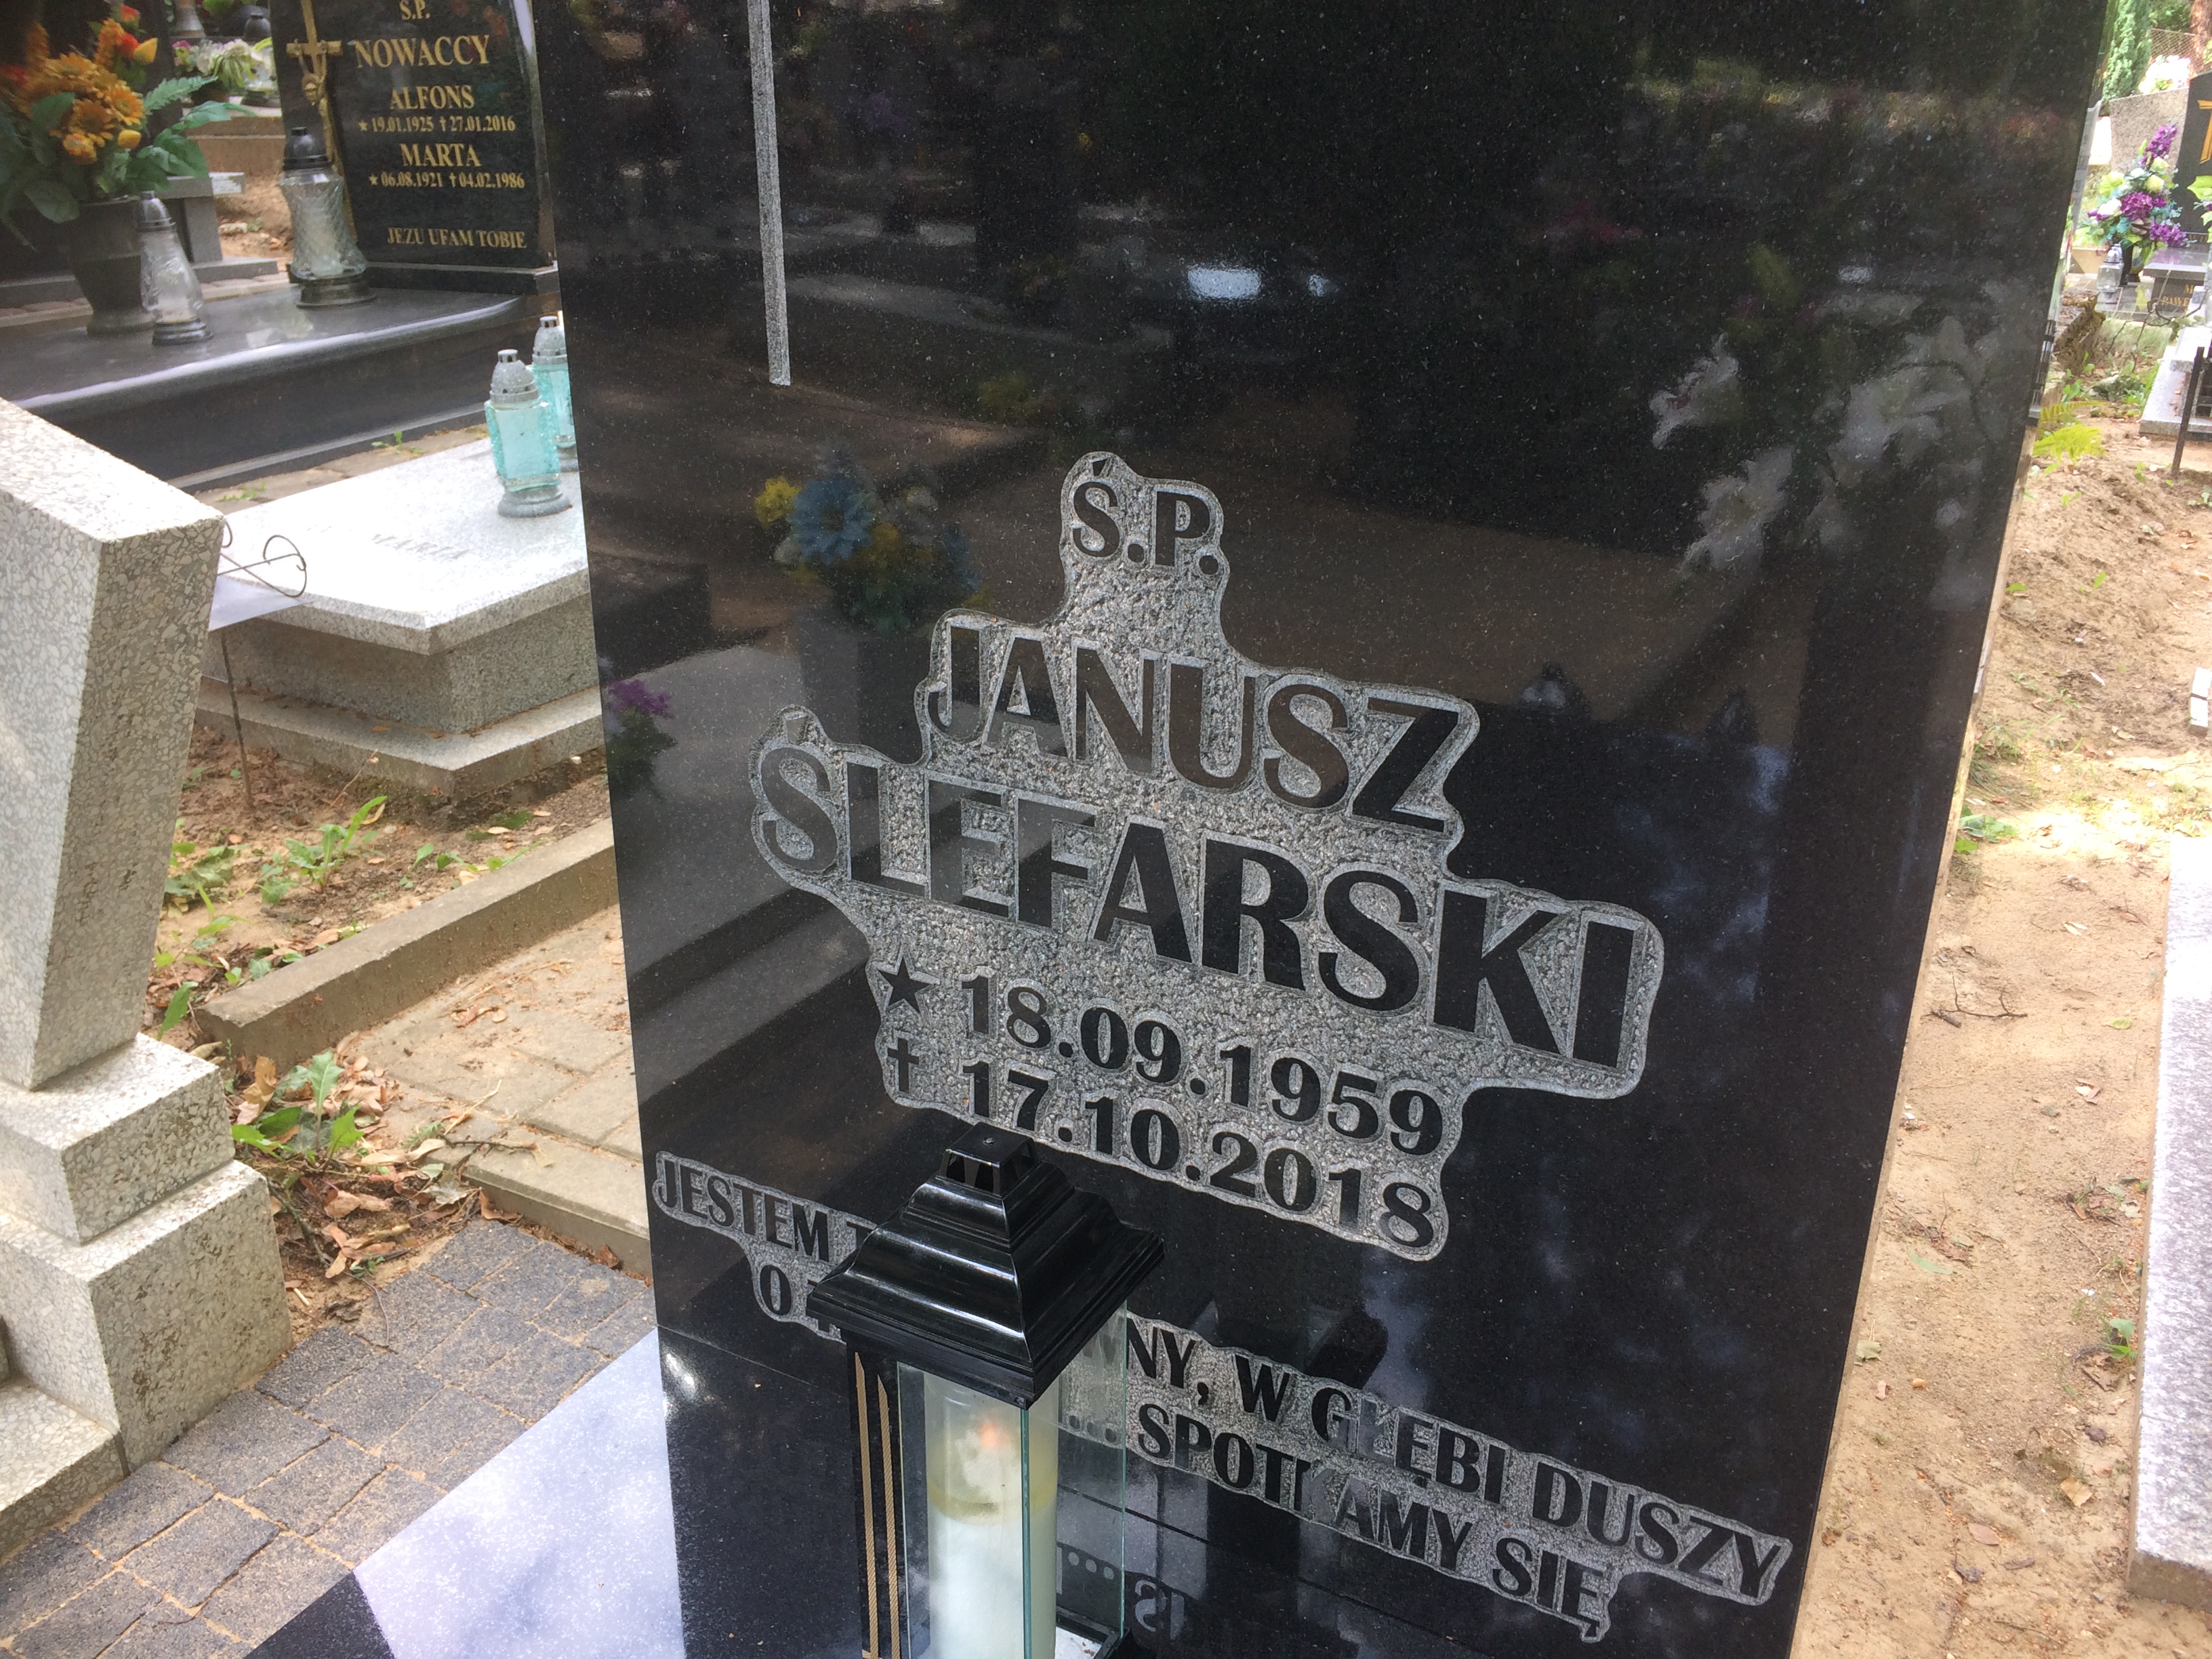 Ś.P.
NOWACCY
ALFONS
★ 19.01.1925 † 27.01.2016
MARTA
★ 06.08.1921 † 04.02.1986
JEZU UFAM TOBIE
MARTA
Ś.P.
JANUSZ
ŚLEFARSKI
★ 18.09.1959
† 17.10.2018
JESTEM
NY, W GŁĘBI DUSZY
... SPOTKAMY SIĘ